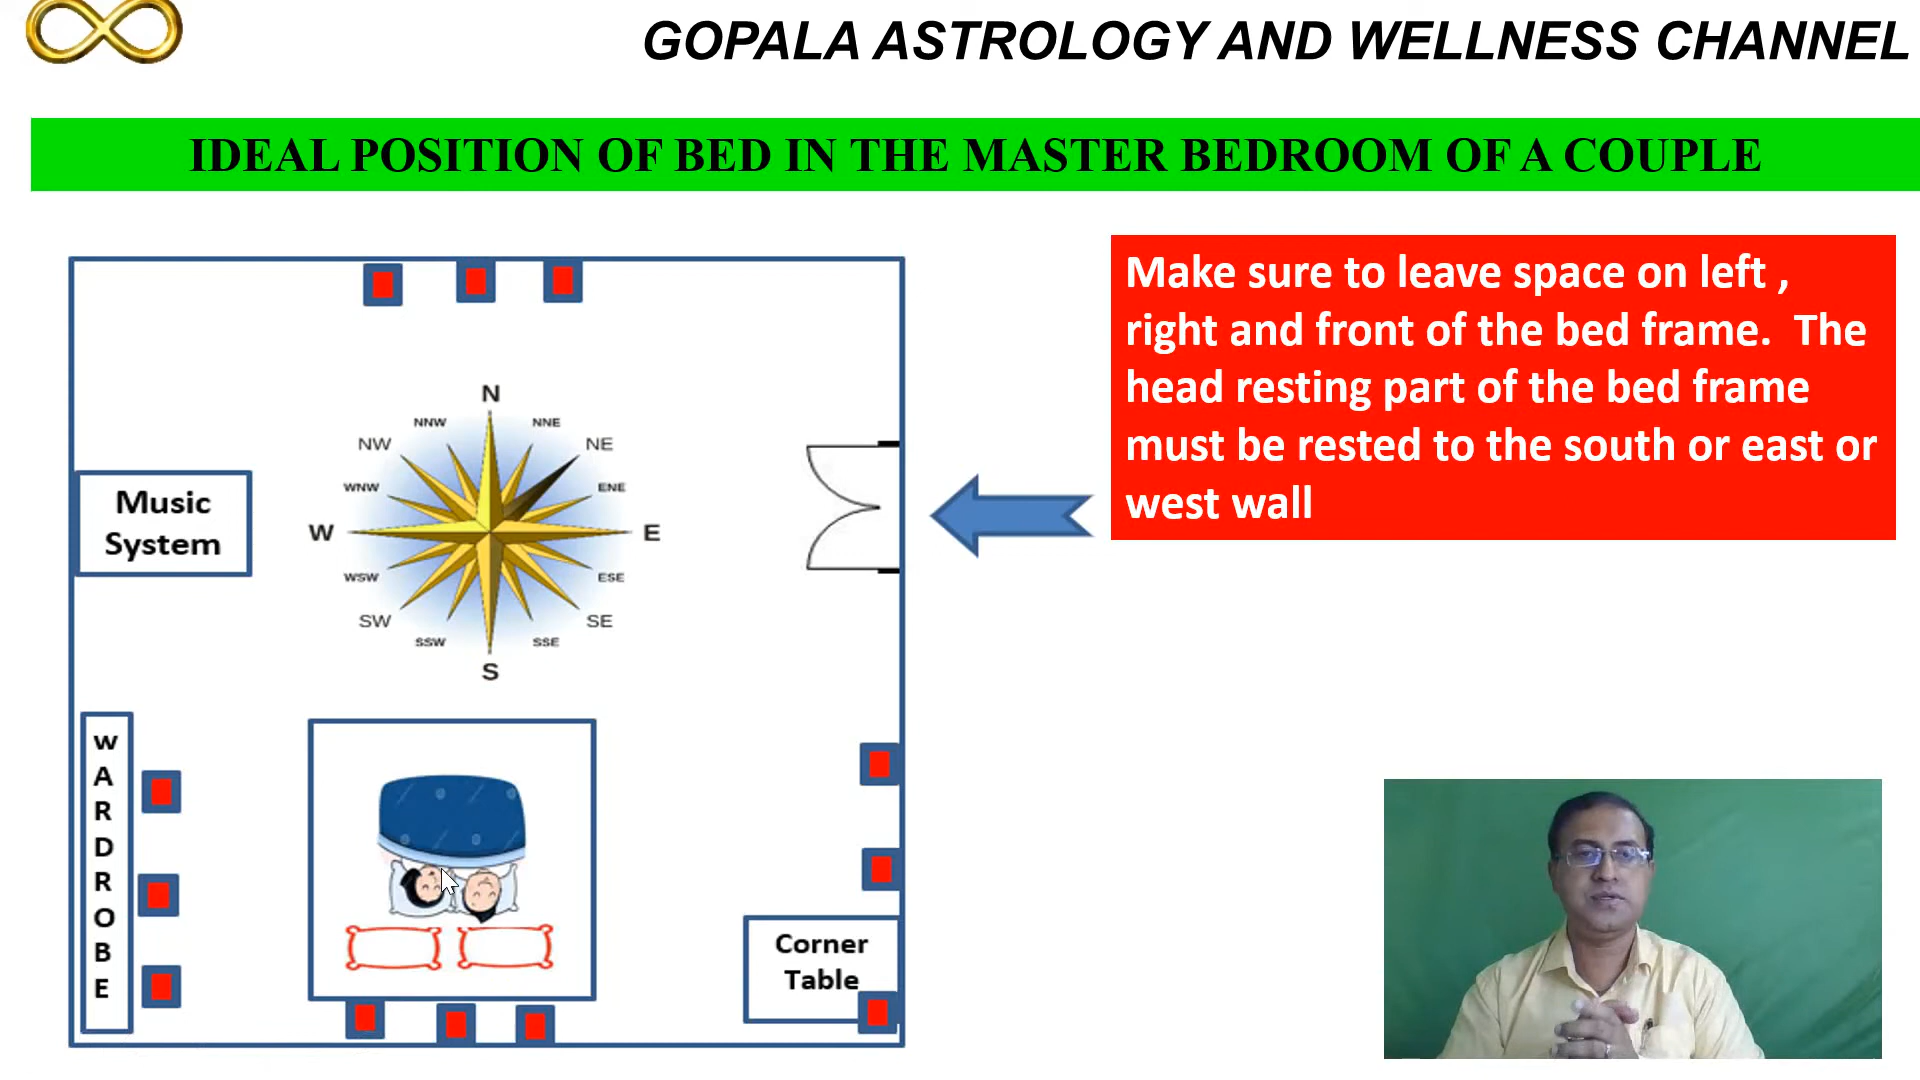 GOPALA ASTROLOGY AND WELLNESS CHANNEL
IDEAL POSITION OF BED IN THE MASTER BEDROOM OF A COUPLE
Make sure to leave space on left ,
right and front of the bed frame.  The
head resting part of the bed frame
must be rested to the south or east or
west wall
N
NNW
NNE
NW
NE
WNW
ENE
W
E
WSW
ESE
SW
SE
SSW
SSE
S
Music
System
W
A
R
D
R
O
B
E
Corner
Table